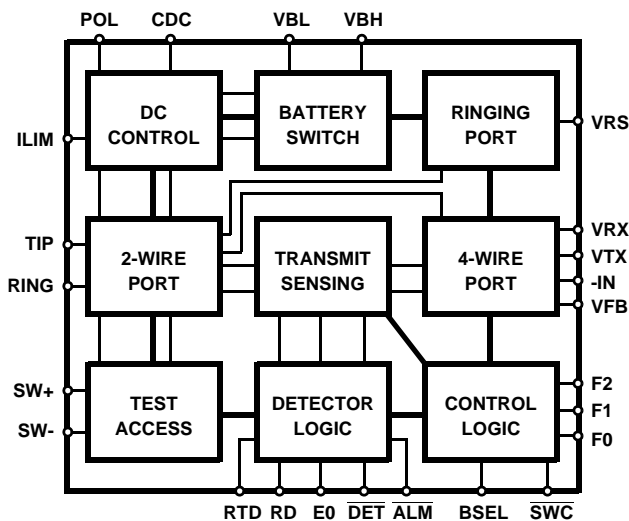 POL CDC VBL VBH
DC CONTROL
BATTERY SWITCH
RINGING PORT
ILIM
VRS
TIP
RING
2-WIRE PORT
TRANSMIT SENSING
4-WIRE PORT
VRX
VTX
-IN
VFB
SW+
SW-
TEST ACCESS
DETECTOR LOGIC
CONTROL LOGIC
F2
F1
F0
RTD RD E0 DET ALM BSEL SWC